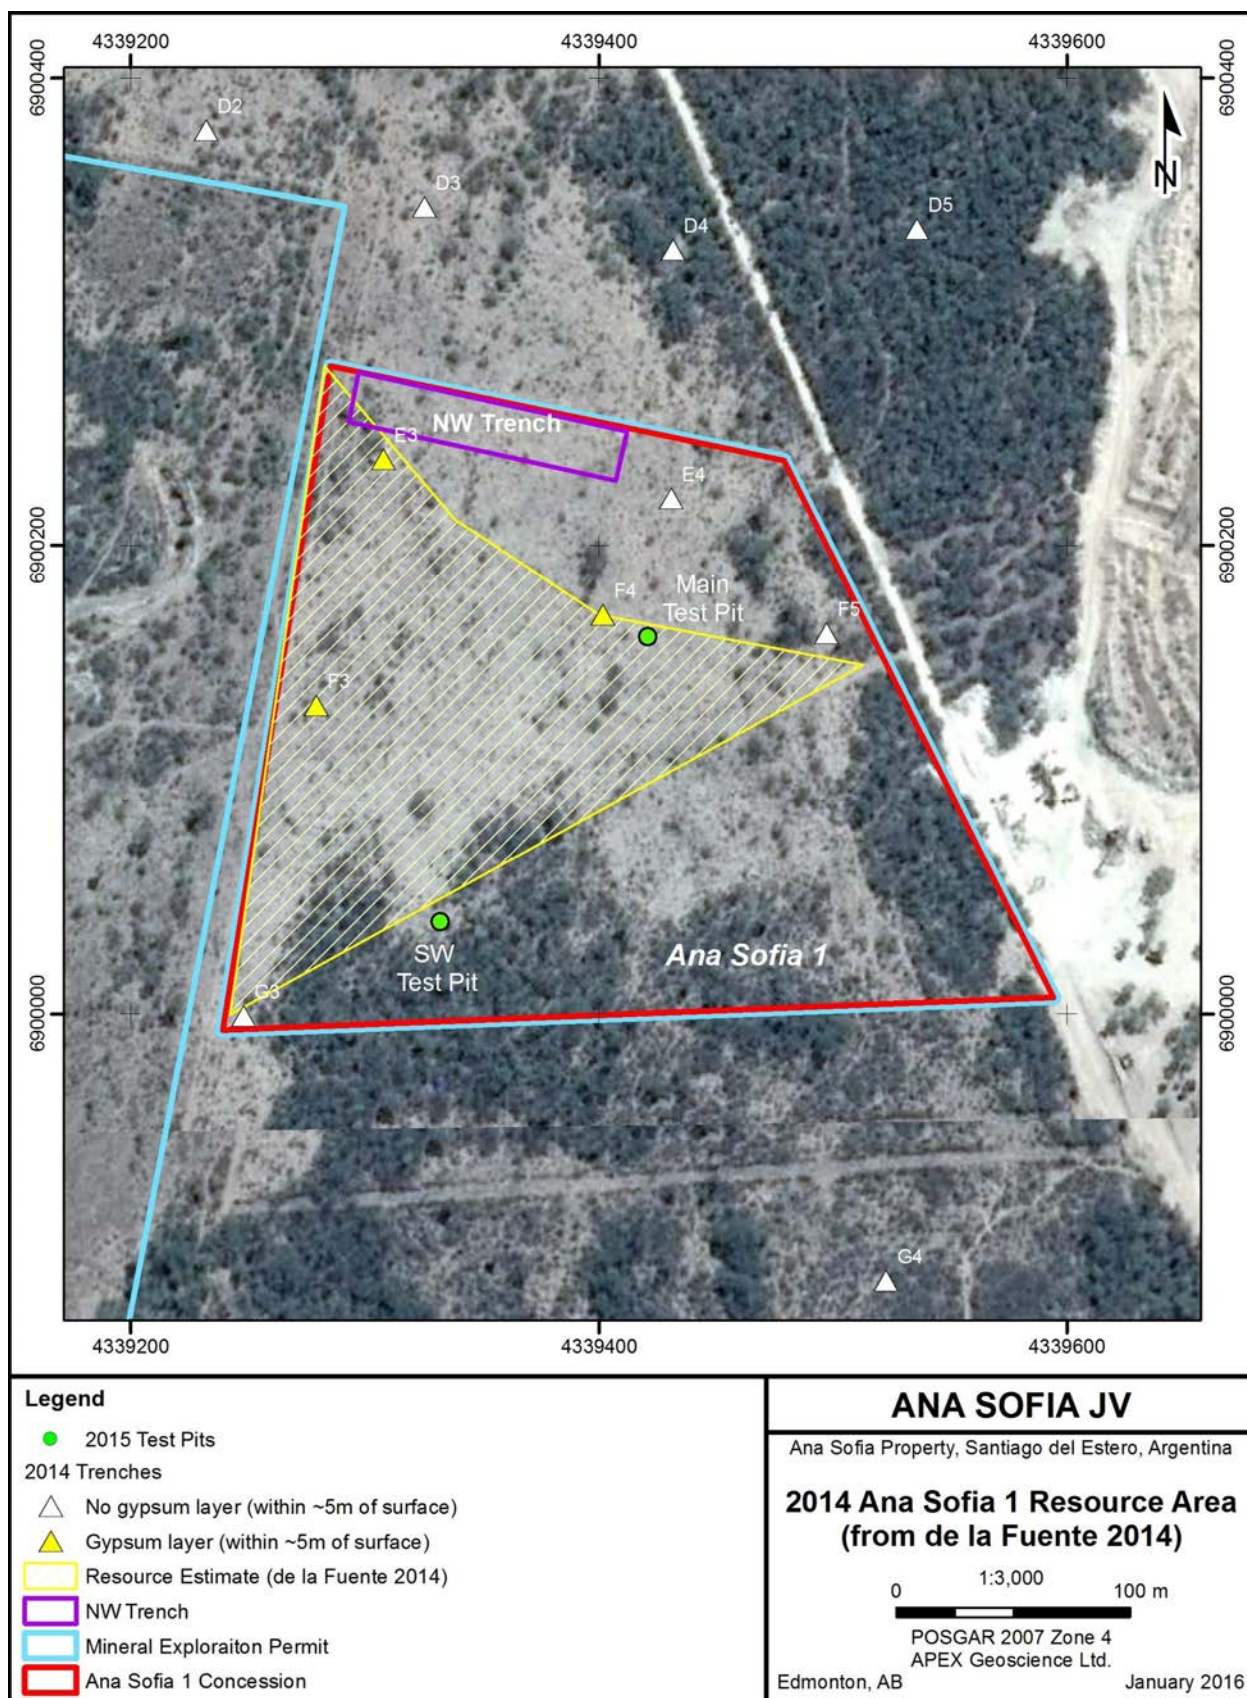 4339200 4339400 4339600
6900400 6900400
D2
D3
D4
D5
N
NW Trench
E3
E4
6900200 6900200
F4
Main
Test Pit
F5
F3
SW
Test Pit
Ana Sofia 1
G3
6900000 6900000
G4
4339200 4339400 4339600
Legend
2015 Test Pits
2014 Trenches
No gypsum layer (within ~5m of surface)
Gypsum layer (within ~5m of surface)
Resource Estimate (de la Fuente 2014)
NW Trench
Mineral Exploraiton Permit
Ana Sofia 1 Concession
ANA SOFIA JV
Ana Sofia Property, Santiago del Estero, Argentina
2014 Ana Sofia 1 Resource Area
(from de la Fuente 2014)
1:3,000
0 100 m
POSGAR 2007 Zone 4
APEX Geoscience Ltd.
Edmonton, AB January 2016